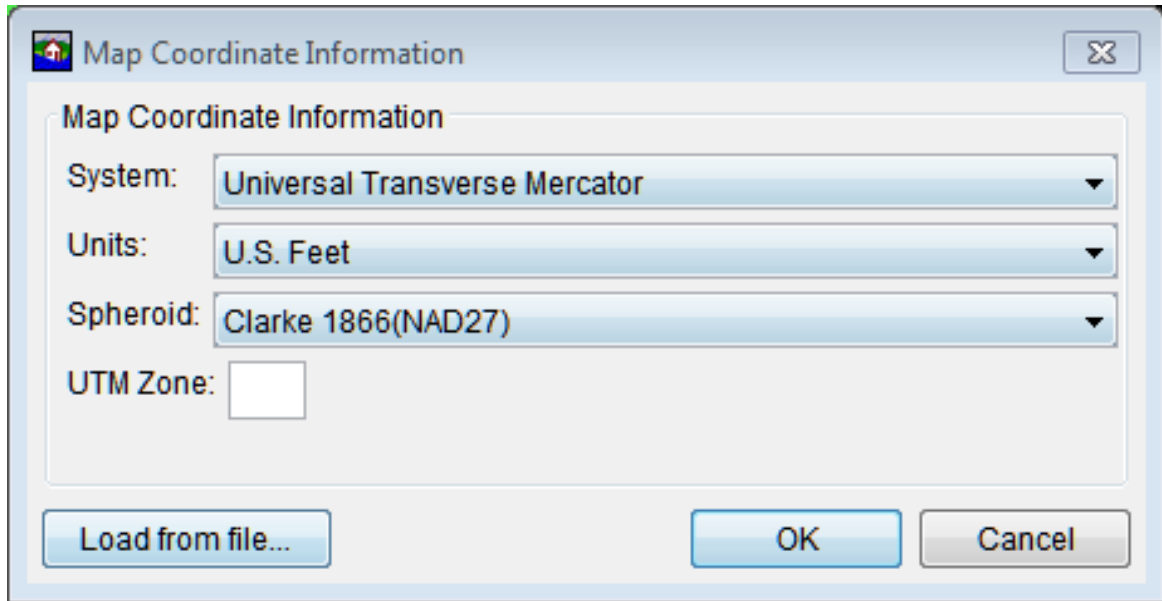 Map Coordinate Information
Map Coordinate Information
System: Universal Transverse Mercator
Units: U.S. Feet
Spheroid: Clarke 1866(NAD27)
UTM Zone:
Load from file... OK Cancel